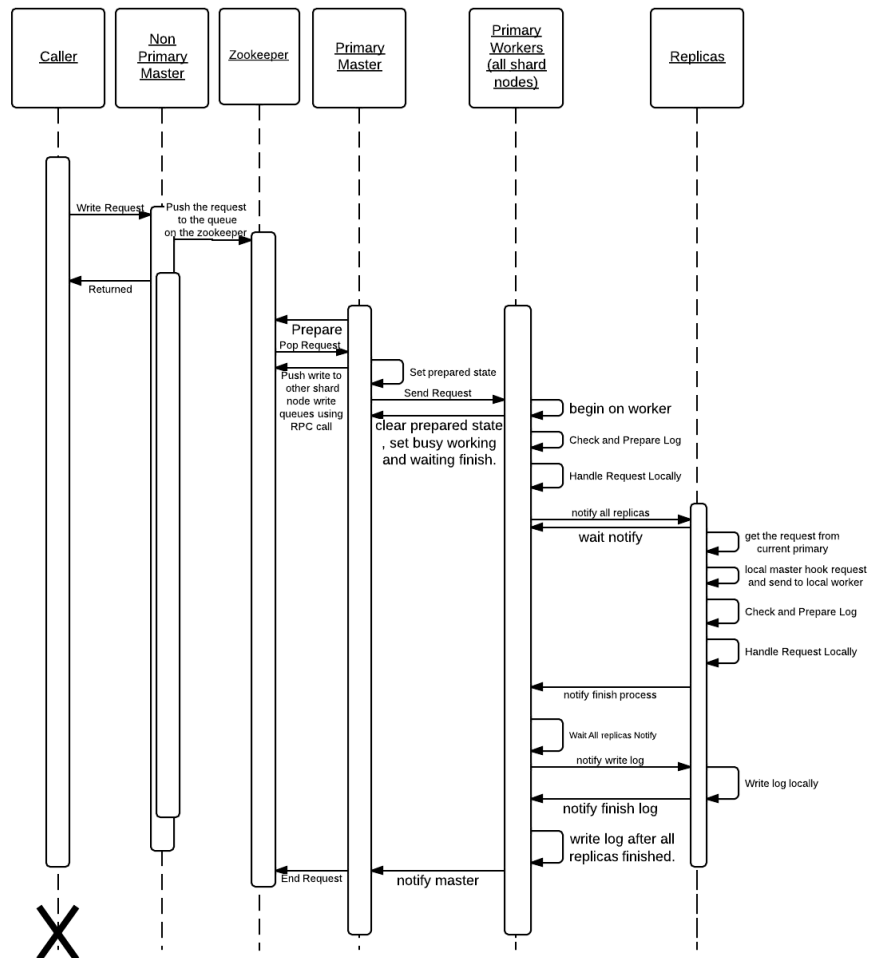 Caller
Non
Primary
Master
Zookeeper
Primary
Master
Primary
Workers
(all shard
nodes)
Replicas
Write Request
Push the request
to the queue
on the zookeeper
Returned
Prepare
Pop Request
Set prepared state
Push write to
other shard
node write
queues using
RPC call
Send Request
clear prepared state
, set busy working
and waiting finish.
begin on worker
Check and Prepare Log
Handle Request Locally
notify all replicas
wait notify
get the request from
current primary
local master hook request
and send to local worker
Check and Prepare Log
Handle Request Locally
notify finish process
Wait All replicas Notify
notify write log
Write log locally
notify finish log
write log after all
replicas finished.
End Request
notify master